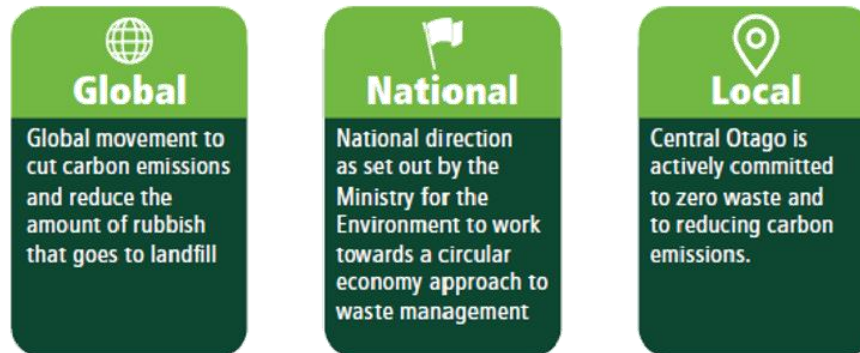 Global
Global movement to
cut carbon emissions
and reduce the
amount of rubbish
that goes to landfill
National
National direction
as set out by the
Ministry for the
Environment to work
towards a circular
economy approach to
waste management
Local
Central Otago is
actively committed
to zero waste and
to reducing carbon
emissions.